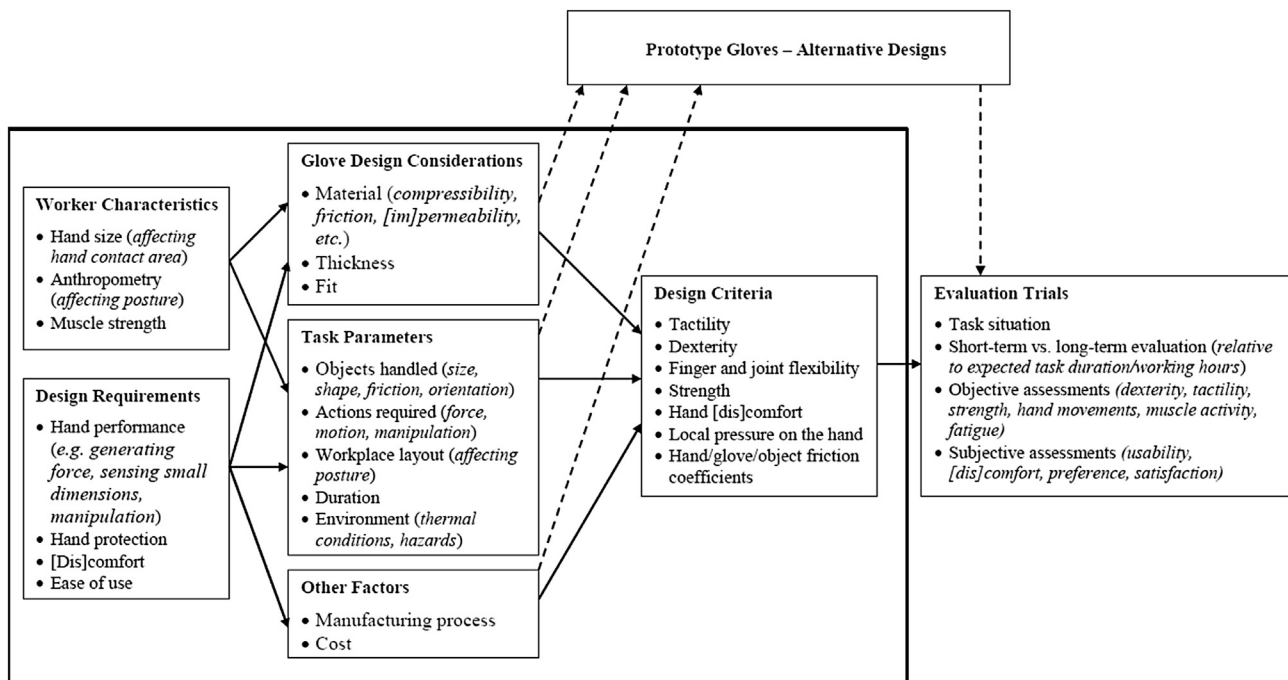 Prototype Gloves – Alternative Designs
Worker Characteristics
• Hand size (affecting
hand contact area)
• Anthropometry
(affecting posture)
• Muscle strength
Design Requirements
• Hand performance
(e.g. generating
force, sensing small
dimensions,
manipulation)
• Hand protection
• [Dis]comfort
• Ease of use
Glove Design Considerations
• Material (compressibility,
friction, [im]permeability,
etc.)
• Thickness
• Fit
Task Parameters
• Objects handled (size,
shape, friction, orientation)
• Actions required (force,
motion, manipulation)
• Workplace layout (affecting
posture)
• Duration
• Environment (thermal
conditions, hazards)
Other Factors
• Manufacturing process
• Cost
Design Criteria
• Tactility
• Dexterity
• Finger and joint flexibility
• Strength
• Hand [dis]comfort
• Local pressure on the hand
• Hand/glove/object friction
coefficients
Evaluation Trials
• Task situation
• Short-term vs. long-term evaluation (relative
to expected task duration/working hours)
• Objective assessments (dexterity, tactility,
strength, hand movements, muscle activity,
fatigue)
• Subjective assessments (usability,
[dis]comfort, preference, satisfaction)